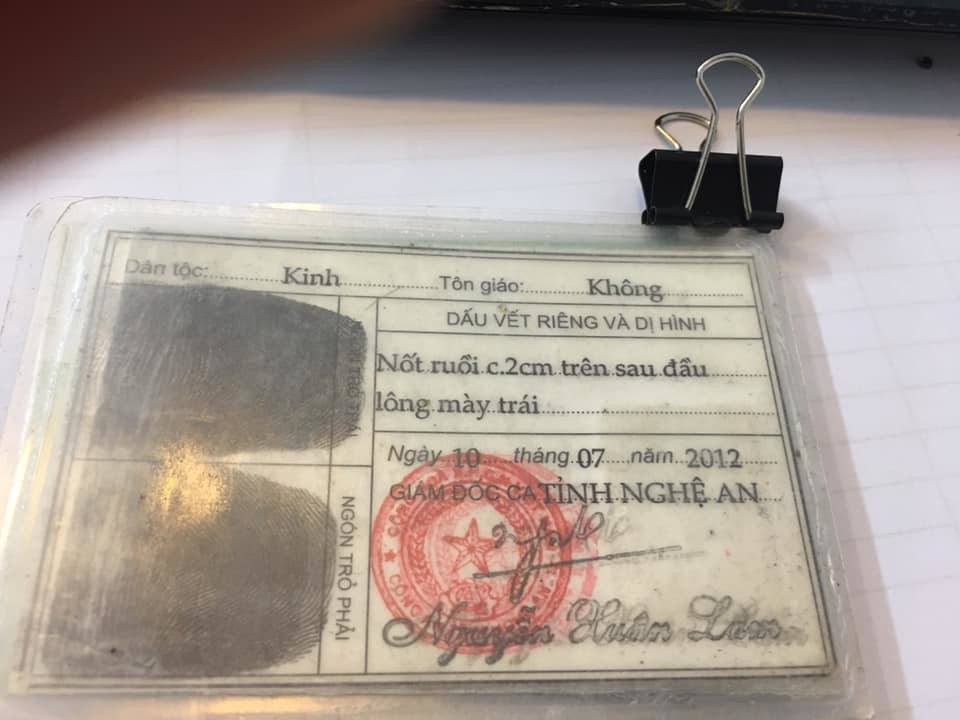 Dân tộc: Kinh Tôn giáo: Không
DẤU VẾT RIÊNG VÀ DỊ HÌNH
Nốt ruồi c.2cm trên sau đầu
lông mày trái
Ngày 10 tháng 07 năm 2012
GIÁM ĐỐC CA TỈNH NGHỆ AN
NGÓN TRỎ PHẢI
Nguyễn Xuân Lâm